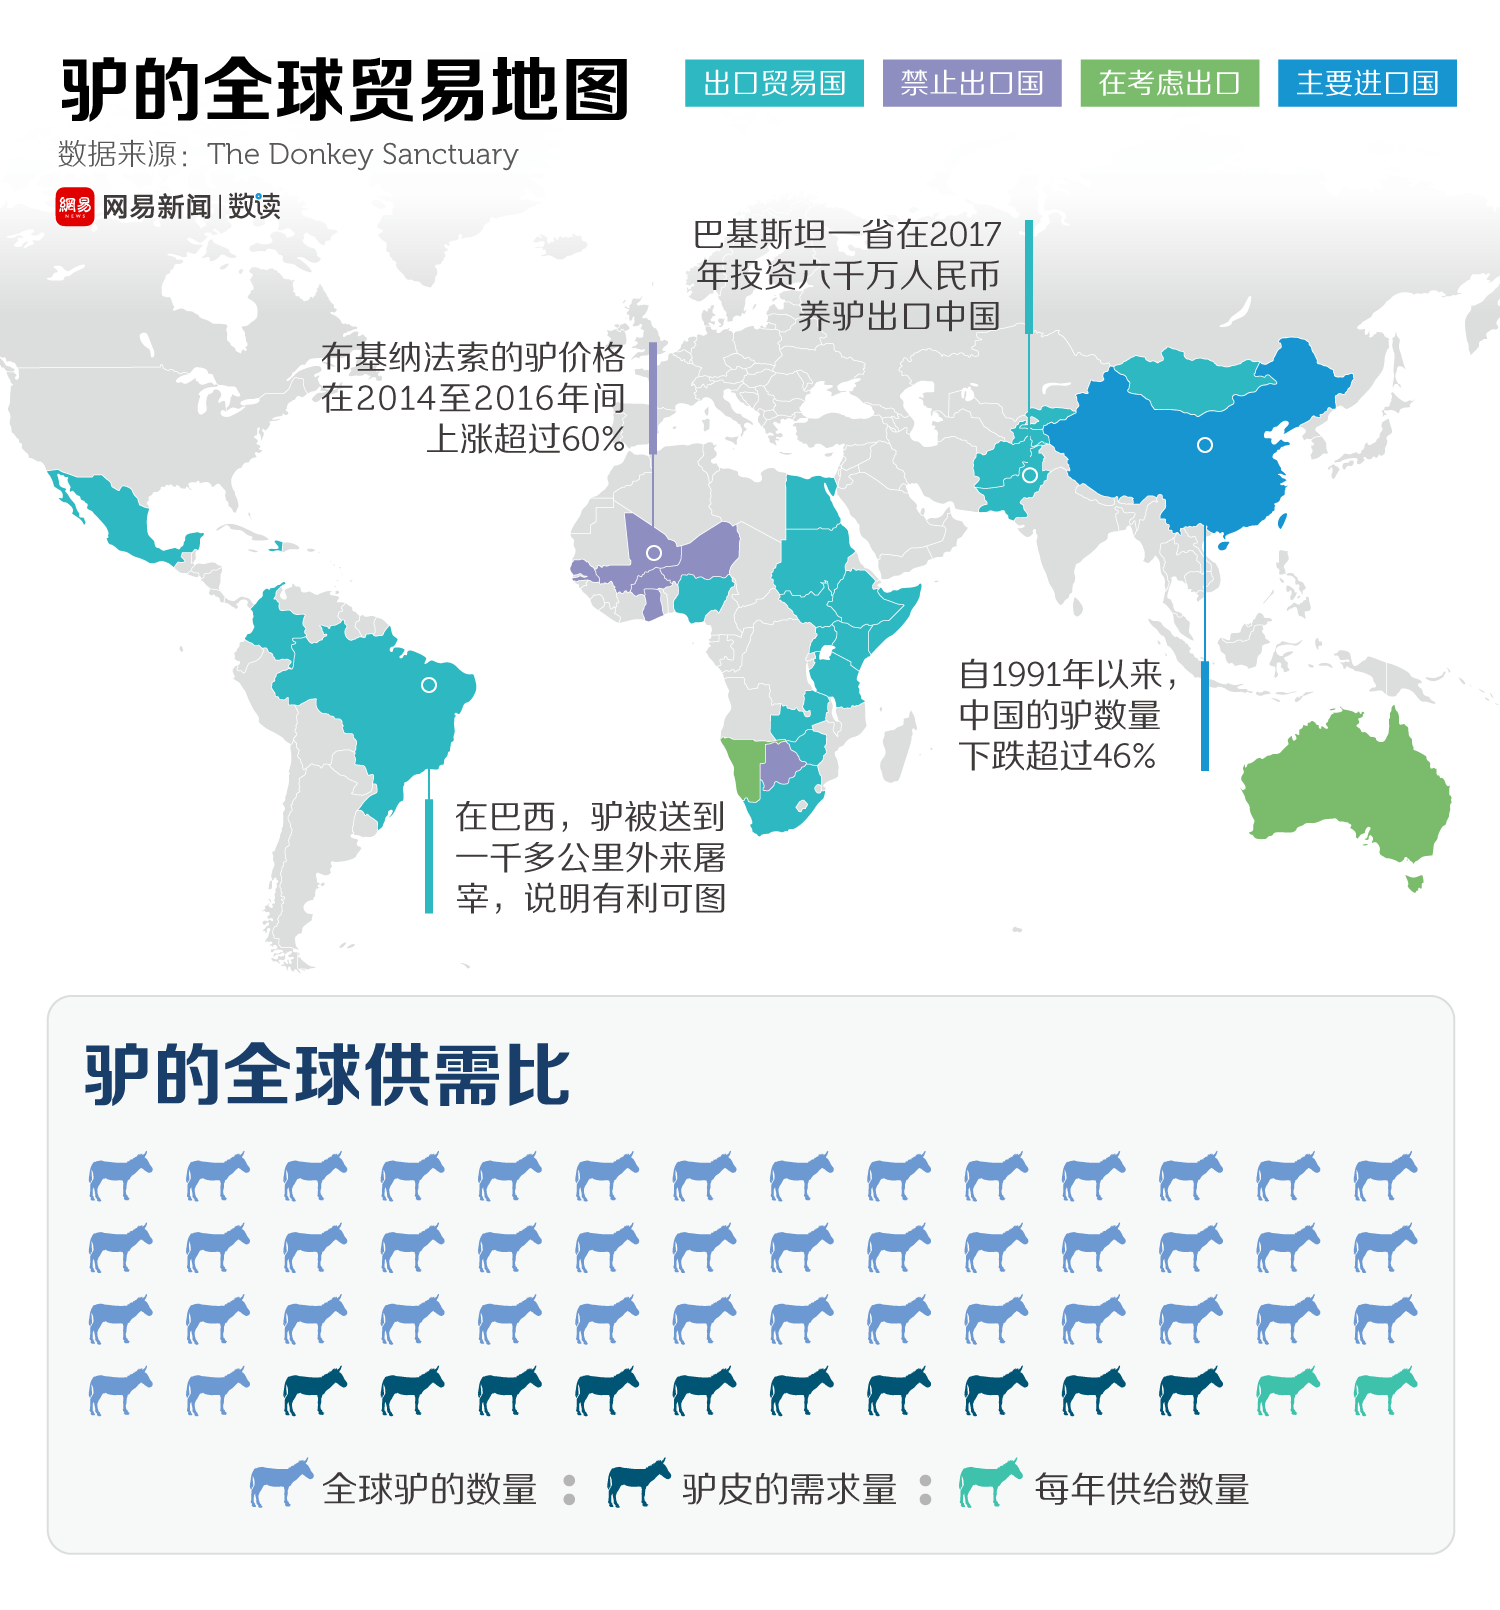 驴的全球贸易地图
出口贸易国
禁止出口国
在考虑出口
主要进口国
数据来源：The Donkey Sanctuary
網易
NEWS
网易新闻 | 数读
巴基斯坦一省在2017
年投资六千万人民币
养驴出口中国
布基纳法索的驴价格
在2014至2016年间
上涨超过60%
自1991年以来，
中国的驴数量
下跌超过46%
在巴西，驴被送到
一千多公里外来屠
宰，说明有利可图
驴的全球供需比
全球驴的数量 : 驴皮的需求量 : 每年供给数量